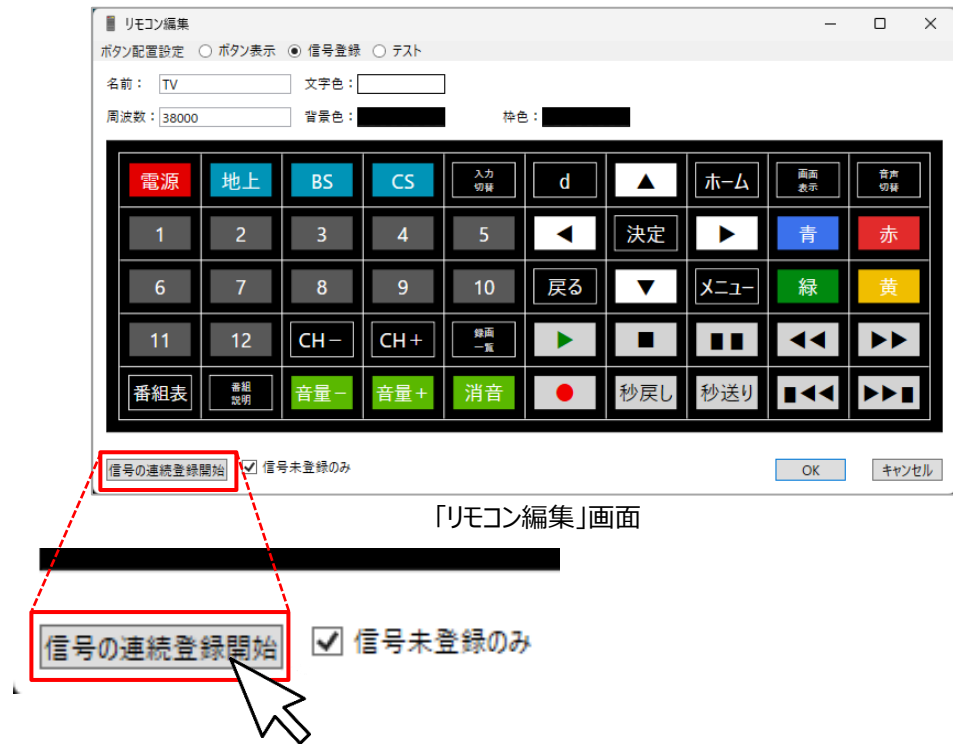 リモコン編集
ボタン配置設定 ボタン表示 信号登録 テスト
名前： TV 文字色：
周波数： 38000 背景色： 枠色：
電源 地上 BS CS 入力切替 d ▲ ホーム 画面表示 音声切替
1 2 3 4 5 ◀ 決定 ▶ 青 赤
6 7 8 9 10 戻る ▼ メニュー 緑 黄
11 12 CH－ CH＋ 録画一覧 ▶ ■ ▮▮ ◀◀ ▶▶
番組表 番組説明 音量－ 音量＋ 消音 ● 秒戻し 秒送り ▮◀◀ ▶▶▮
信号の連続登録開始 信号未登録のみ OK キャンセル
「リモコン編集」画面
信号の連続登録開始 信号未登録のみ